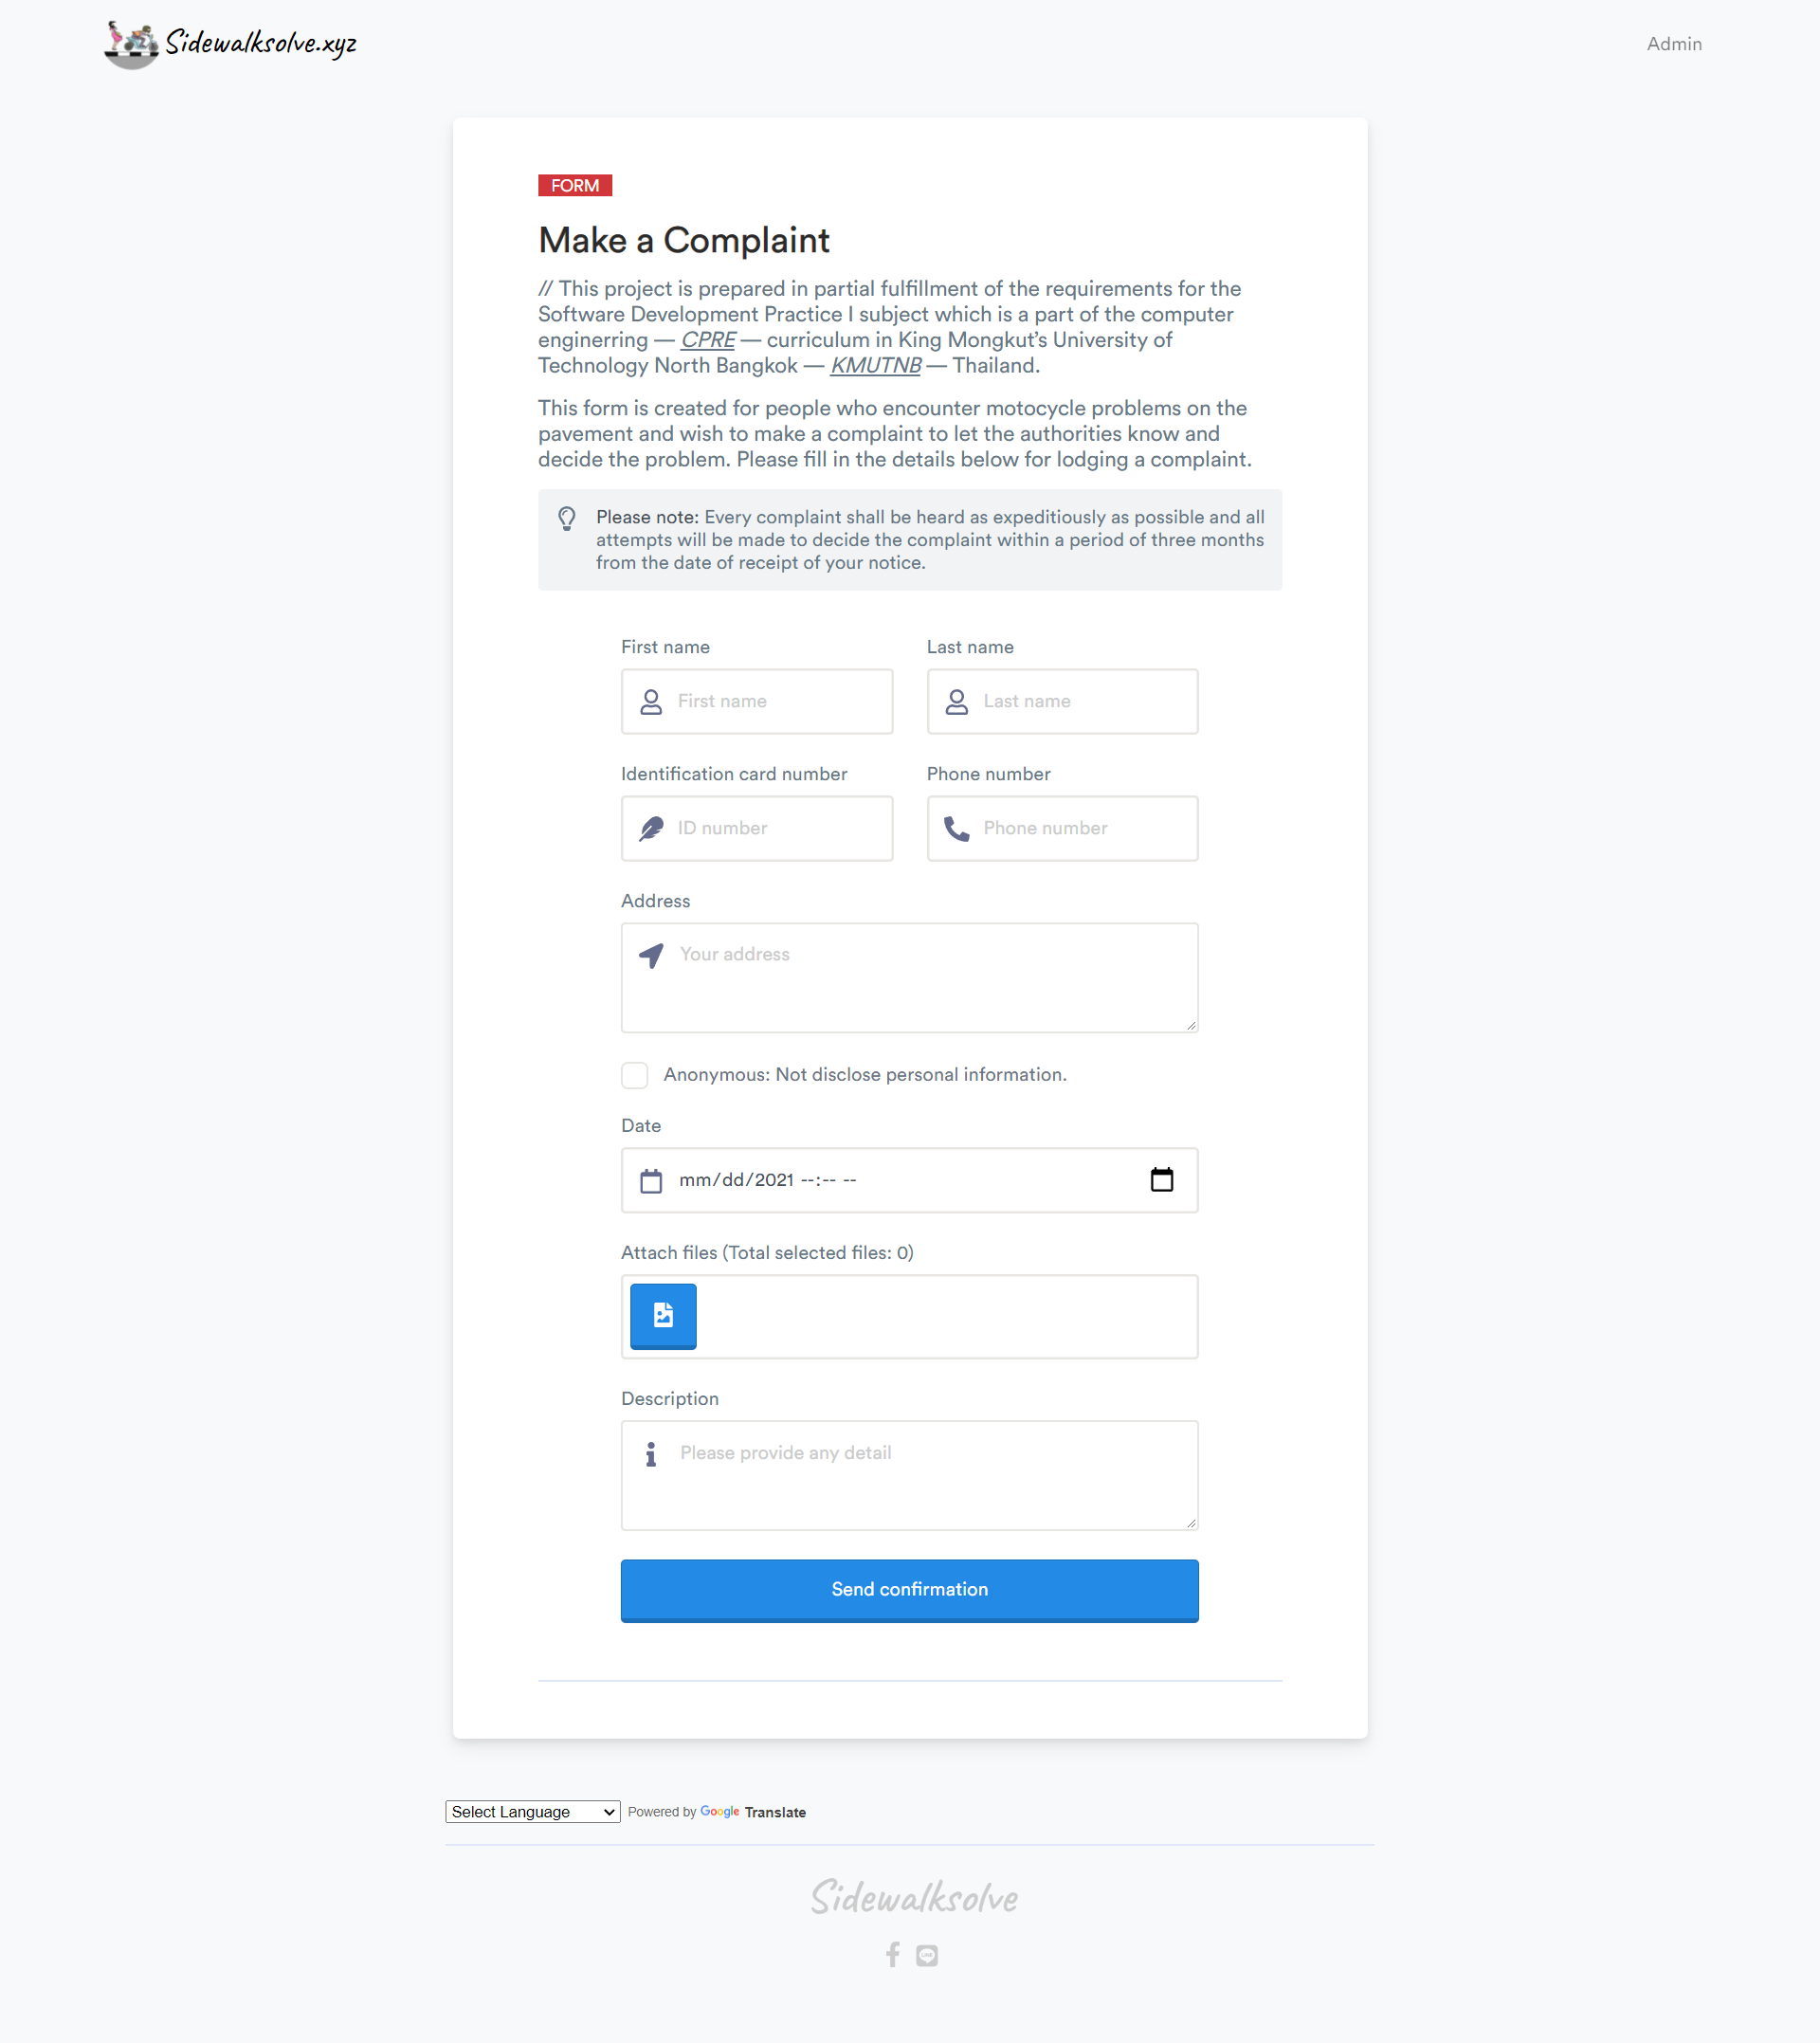 Sidewalksolve.xyz
Admin
FORM
Make a Complaint
// This project is prepared in partial fulfillment of the requirements for the
Software Development Practice I subject which is a part of the computer
enginerring — CPRE — curriculum in King Mongkut's University of
Technology North Bangkok — KMUTNB — Thailand.
This form is created for people who encounter motocycle problems on the
pavement and wish to make a complaint to let the authorities know and
decide the problem. Please fill in the details below for lodging a complaint.
Please note: Every complaint shall be heard as expeditiously as possible and all
attempts will be made to decide the complaint within a period of three months
from the date of receipt of your notice.
First name Last name
First name Last name
Identification card number Phone number
ID number Phone number
Address
Your address
Anonymous: Not disclose personal information.
Date
mm/dd/2021 --:-- --
Attach files (Total selected files: 0)
Description
Please provide any detail
Send confirmation
Select Language Powered by Google Translate
Sidewalksolve
LINE